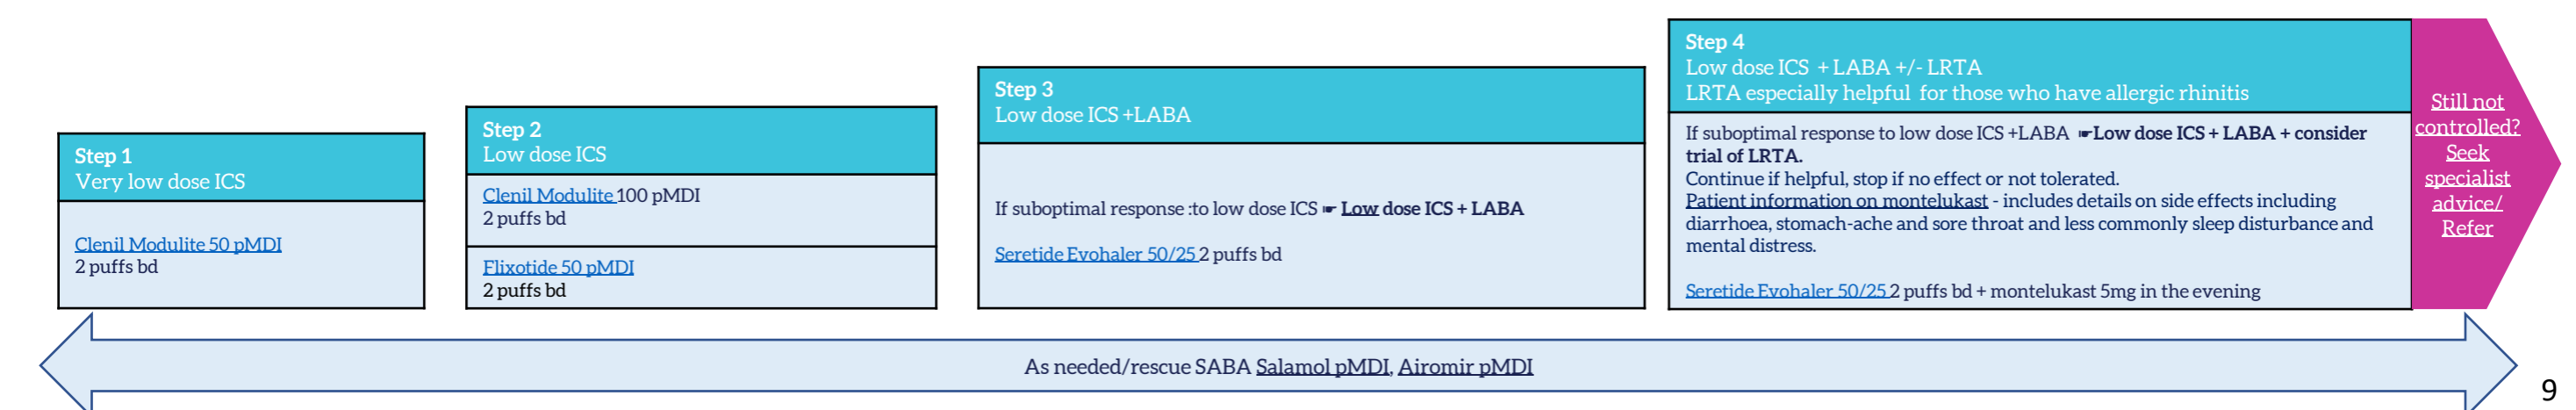 Step 1
Very low dose ICS
Clenil Modulite 50 pMDI
2 puffs bd
Step 2
Low dose ICS
Clenil Modulite 100 pMDI
2 puffs bd
Flixotide 50 pMDI
2 puffs bd
Step 3
Low dose ICS +LABA
If suboptimal response :to low dose ICS ☛ Low dose ICS + LABA
Seretide Evohaler 50/25 2 puffs bd
Step 4
Low dose ICS + LABA +/- LRTA
LRTA especially helpful for those who have allergic rhinitis
If suboptimal response to low dose ICS +LABA ☛Low dose ICS + LABA + consider
trial of LRTA.
Continue if helpful, stop if no effect or not tolerated.
Patient information on montelukast - includes details on side effects including
diarrhoea, stomach-ache and sore throat and less commonly sleep disturbance and
mental distress.
Seretide Evohaler 50/25 2 puffs bd + montelukast 5mg in the evening
Still not
controlled?
Seek
specialist
advice/
Refer
As needed/rescue SABA Salamol pMDI, Airomir pMDI
9